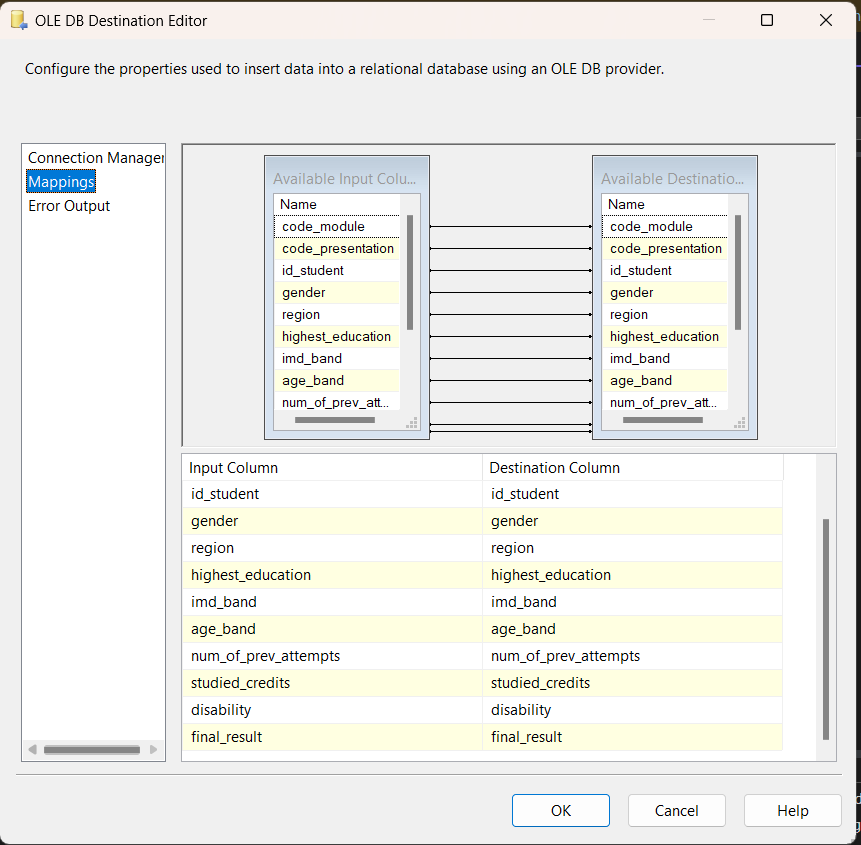 OLE DB Destination Editor
Configure the properties used to insert data into a relational database using an OLE DB provider.
Connection Manager
Mappings
Error Output
Available Input Colu...
Name
code_module
code_presentation
id_student
gender
region
highest_education
imd_band
age_band
num_of_prev_att...
Available Destinatio...
Name
code_module
code_presentation
id_student
gender
region
highest_education
imd_band
age_band
num_of_prev_att...
Input Column Destination Column
id_student id_student
gender gender
region region
highest_education highest_education
imd_band imd_band
age_band age_band
num_of_prev_attempts num_of_prev_attempts
studied_credits studied_credits
disability disability
final_result final_result
OK Cancel Help